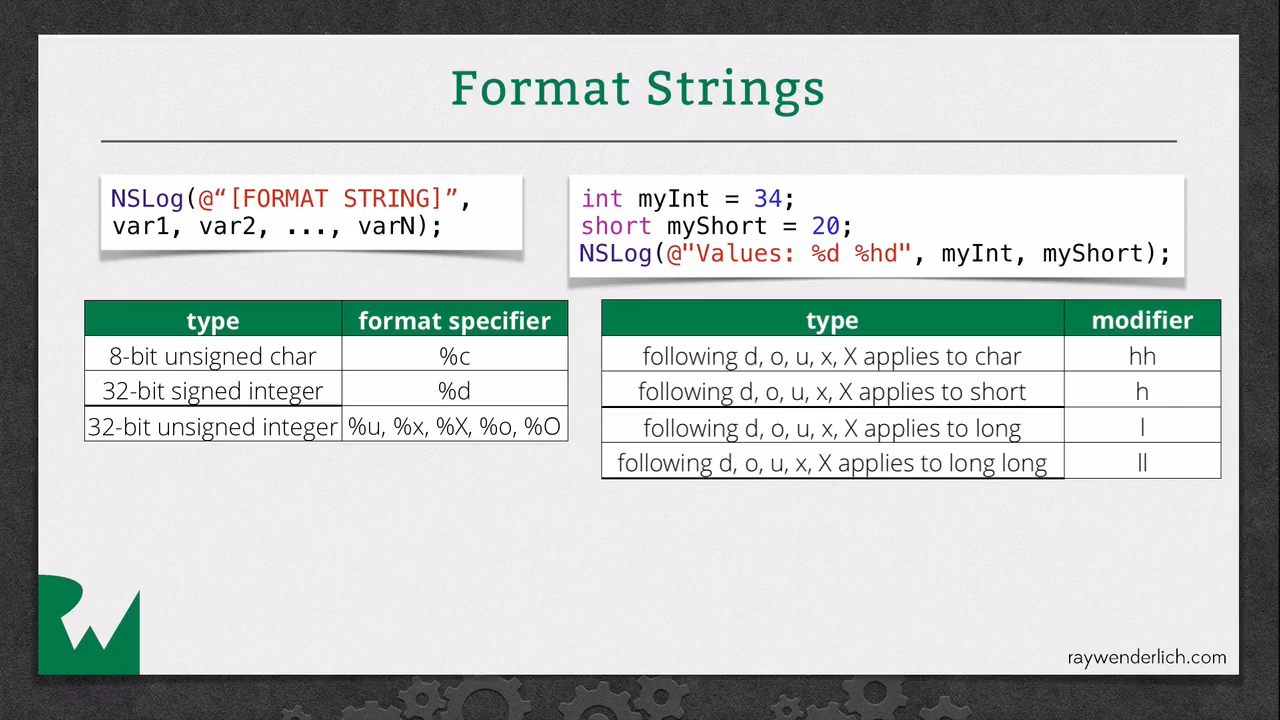 Format Strings
NSLog(@“[FORMAT STRING]”,
var1, var2, ..., varN);
int myInt = 34;
short myShort = 20;
NSLog(@"Values: %d %hd", myInt, myShort);
type format specifier
8-bit unsigned char %c
32-bit signed integer %d
32-bit unsigned integer %u, %x, %X, %o, %O
type modifier
following d, o, u, x, X applies to char hh
following d, o, u, x, X applies to short h
following d, o, u, x, X applies to long l
following d, o, u, x, X applies to long long ll
RW
raywenderlich.com